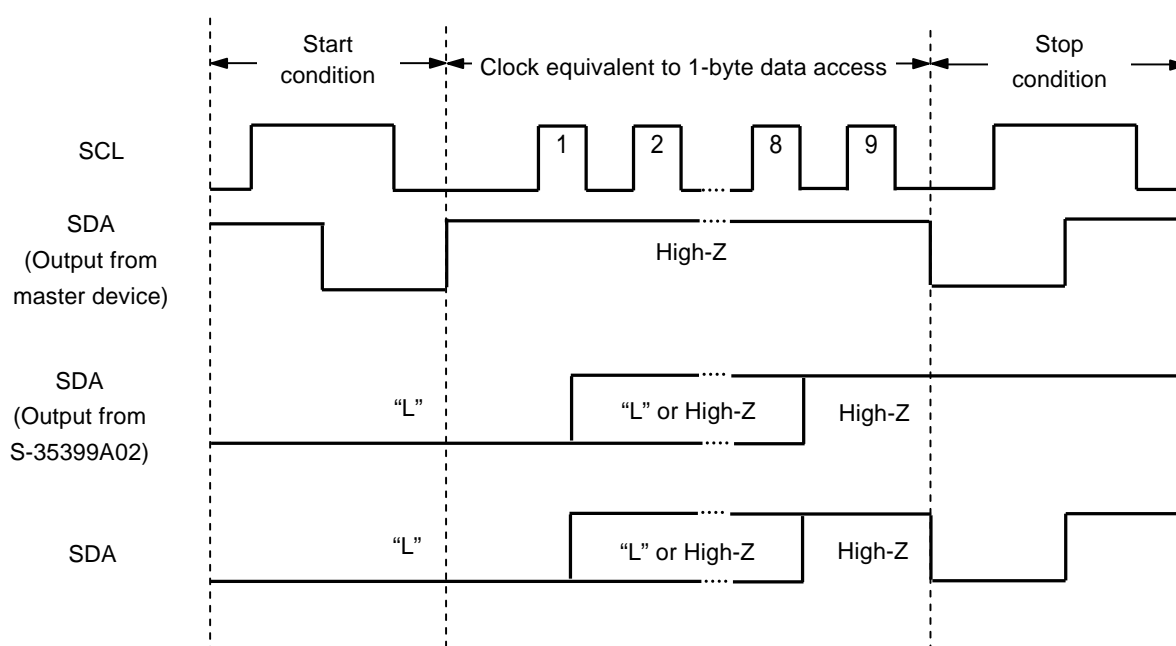 Start
condition
Clock equivalent to 1-byte data access
Stop
condition
SCL
1
2
8
9
SDA
(Output from
master device)
High-Z
SDA
(Output from
S-35399A02)
“L”
“L” or High-Z
High-Z
SDA
“L”
“L” or High-Z
High-Z